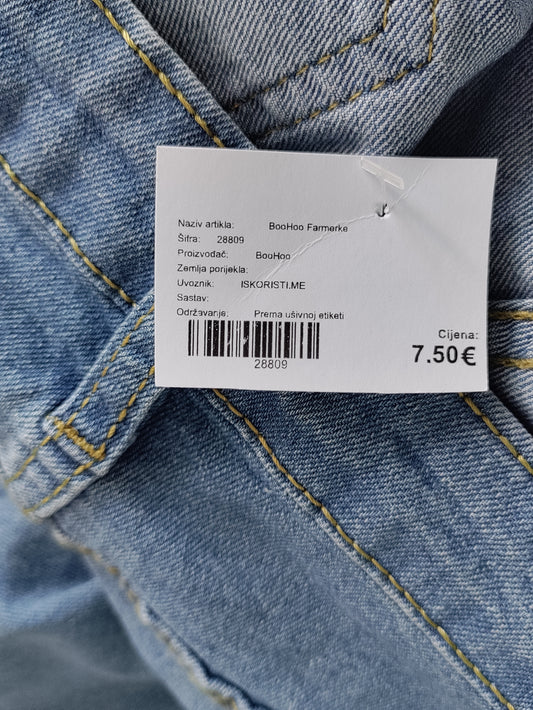 Naziv artikla: BooHoo Farmerke
Šifra: 28809
Proizvođač: BooHoo
Zemlja porijekla:
Uvoznik: ISKORISTI.ME
Sastav:
Održavanje: Prema ušivnoj etiketi
28809
Cijena:
7.50€